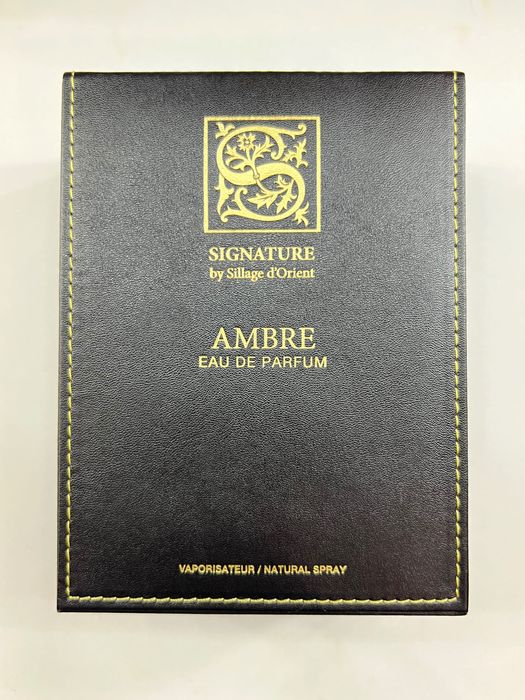 S
SIGNATURE
by Sillage d'Orient
AMBRE
EAU DE PARFUM
VAPORISATEUR / NATURAL SPRAY